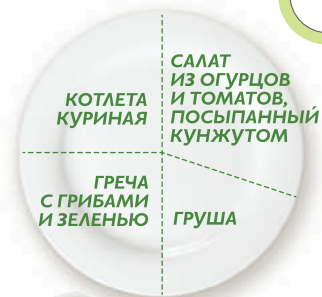 САЛАТ
ИЗ ОГУРЦОВ
И ТОМАТОВ,
ПОСЫПАННЫЙ
КУНЖУТОМ
КОТЛЕТА
КУРИНАЯ
ГРЕЧА
С ГРИБАМИ
И ЗЕЛЕНЬЮ
ГРУША